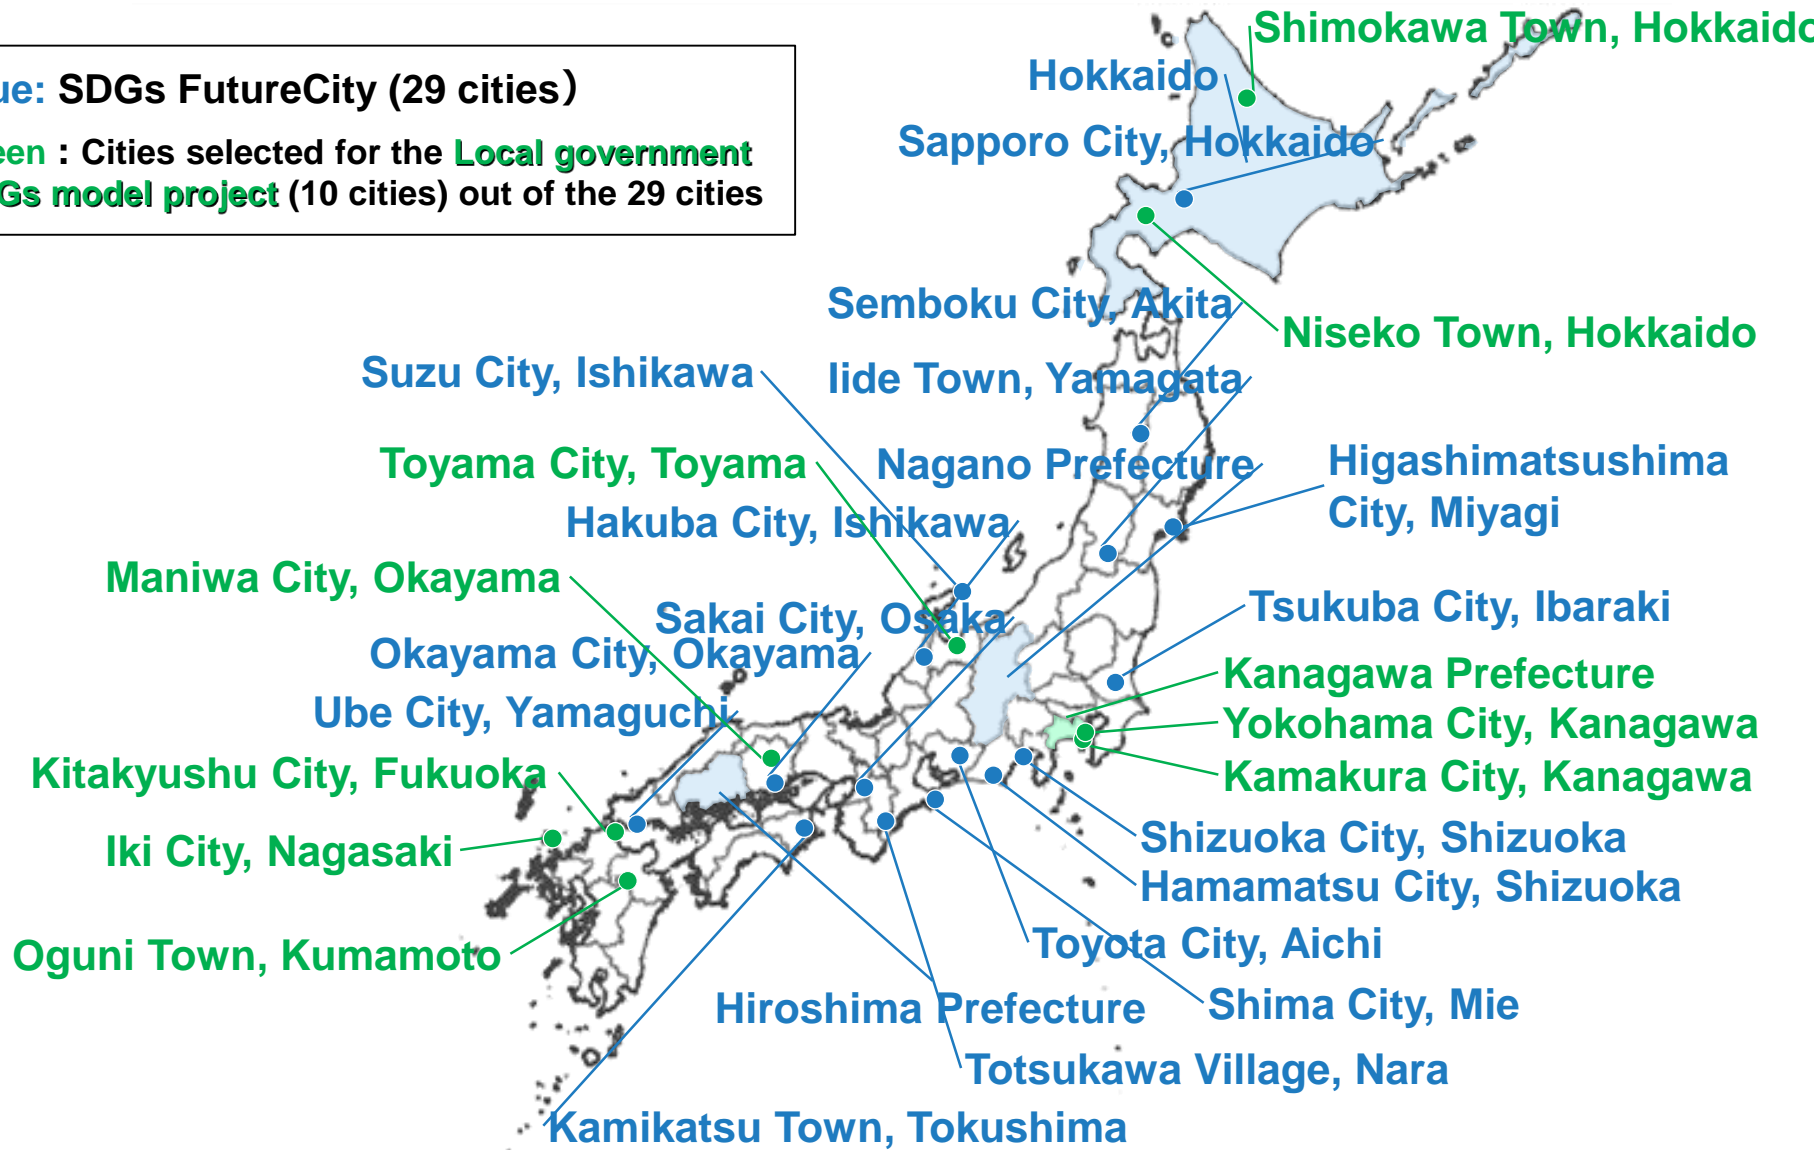 Shimokawa Town, Hokkaido
ue: SDGs FutureCity (29 cities）
een : Cities selected for the Local government
Gs model project (10 cities) out of the 29 cities
Hokkaido
Sapporo City, Hokkaido
Semboku City, Akita
Niseko Town, Hokkaido
Suzu City, Ishikawa
Iide Town, Yamagata
Toyama City, Toyama
Nagano Prefecture
Higashimatsushima
City, Miyagi
Hakuba City, Ishikawa
Maniwa City, Okayama
Sakai City, Osaka
Tsukuba City, Ibaraki
Okayama City, Okayama
Kanagawa Prefecture
Ube City, Yamaguchi
Yokohama City, Kanagawa
Kitakyushu City, Fukuoka
Kamakura City, Kanagawa
Iki City, Nagasaki
Shizuoka City, Shizuoka
Hamamatsu City, Shizuoka
Oguni Town, Kumamoto
Toyota City, Aichi
Hiroshima Prefecture
Shima City, Mie
Totsukawa Village, Nara
Kamikatsu Town, Tokushima